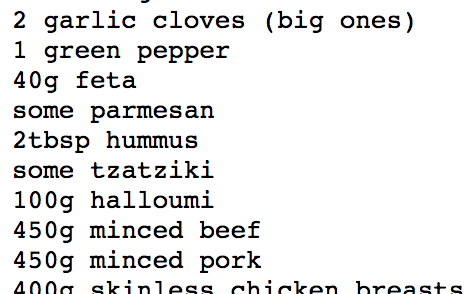 2 garlic cloves (big ones)
1 green pepper
40g feta
some parmesan
2tbsp hummus
some tzatziki
100g halloumi
450g minced beef
450g minced pork
400g skinless chicken breasts